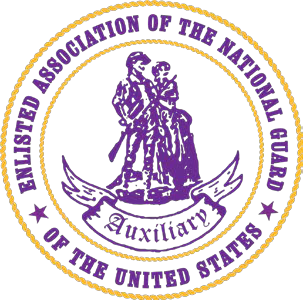 ENLISTED ASSOCIATION OF THE NATIONAL GUARD
OF THE UNITED STATES
Auxiliary